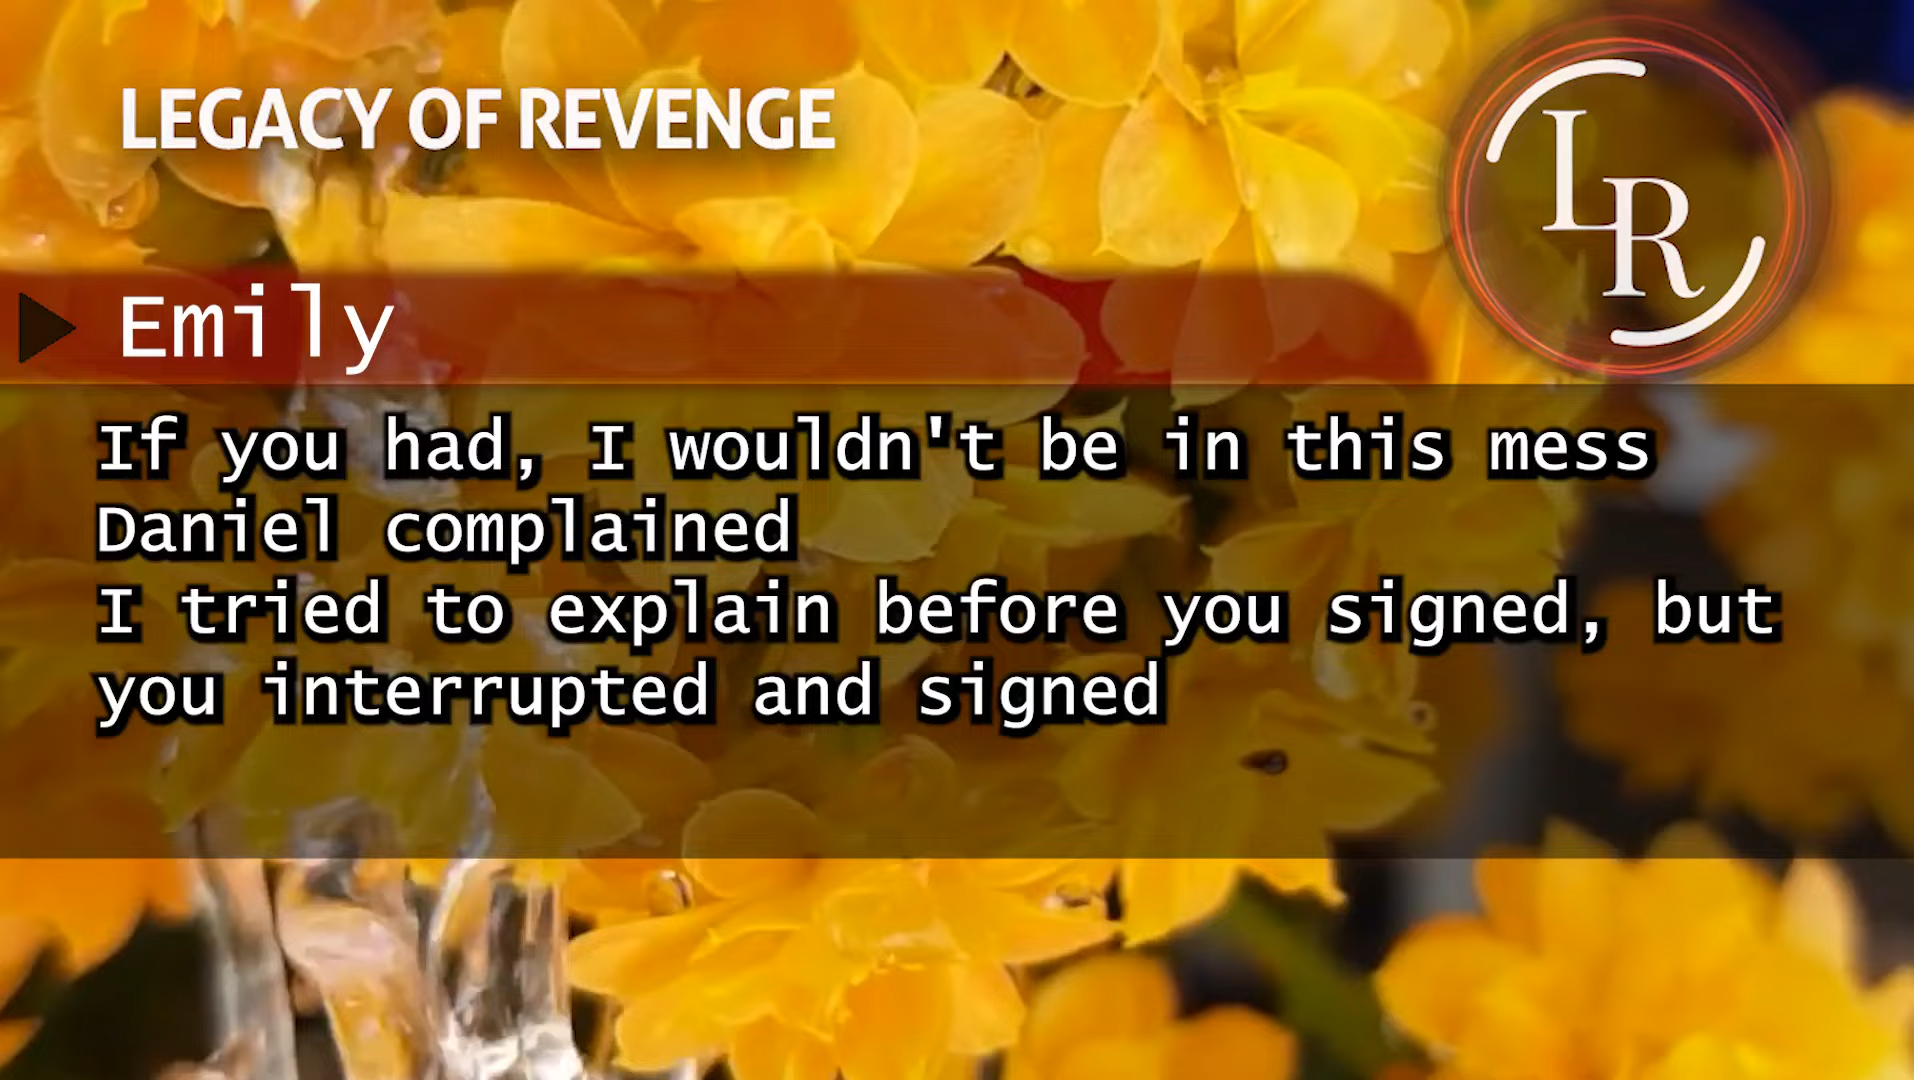 LEGACY OF REVENGE
LR
Emily
If you had, I wouldn't be in this mess
Daniel complained
I tried to explain before you signed, but
you interrupted and signed